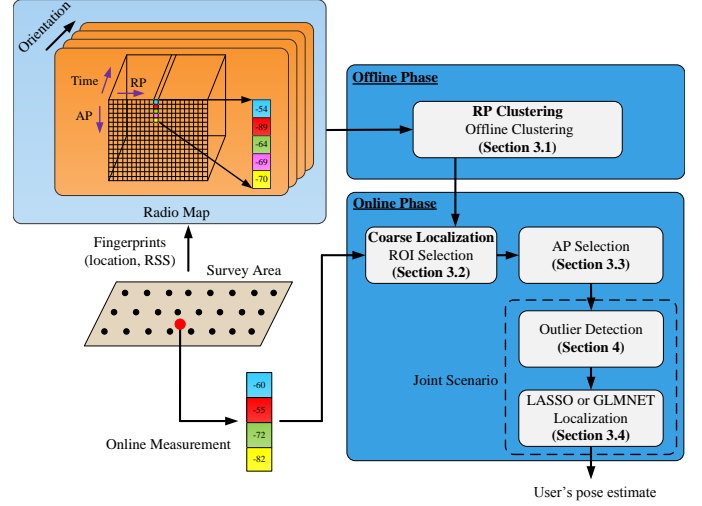 Orientation
Time
RP
AP
-54
-89
-64
-69
-70
Radio Map
Offline Phase
RP Clustering
Offline Clustering
(Section 3.1)
Online Phase
Coarse Localization
ROI Selection
(Section 3.2)
AP Selection
(Section 3.3)
Fingerprints
(location, RSS)
Survey Area
Outlier Detection
(Section 4)
Joint Scenario
LASSO or GLMNET
Localization
(Section 3.4)
-60
-55
-72
-82
Online Measurement
User's pose estimate